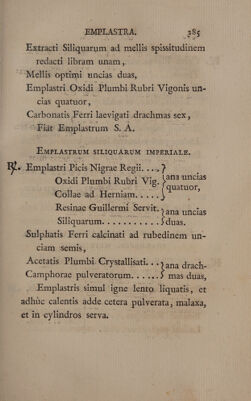 EMPLASTRA. 385
Extracti Siliquarum ad mellis spissitudinem
redacti libram unam,
Mellis optimi uncias duas,
Emplastri Oxidi Plumbi Rubri Vigonis un-
cias quatuor,
Carbonatis Ferri laevigati drachmas sex,
Fiat Emplastrum S. A.
EMPLASTRUM SILIQUARUM IMPERIALE.
℞. Emplastri Picis Nigrae Regii....
Oxidi Plumbi Rubri Vig. ana uncias
Collae ad Herniam..... quatuor,
Resinae Guillermi Servit. ana uncias
Siliquarum........... duas.
Sulphatis Ferri calcinati ad rubedinem un-
ciam semis,
Acetatis Plumbi Crystallisati... ana drach-
Camphorae pulveratorum...... mas duas,
Emplastris simul igne lento liquatis, et
adhùc calentis adde cetera pulverata, malaxa,
et in cylindros serva.